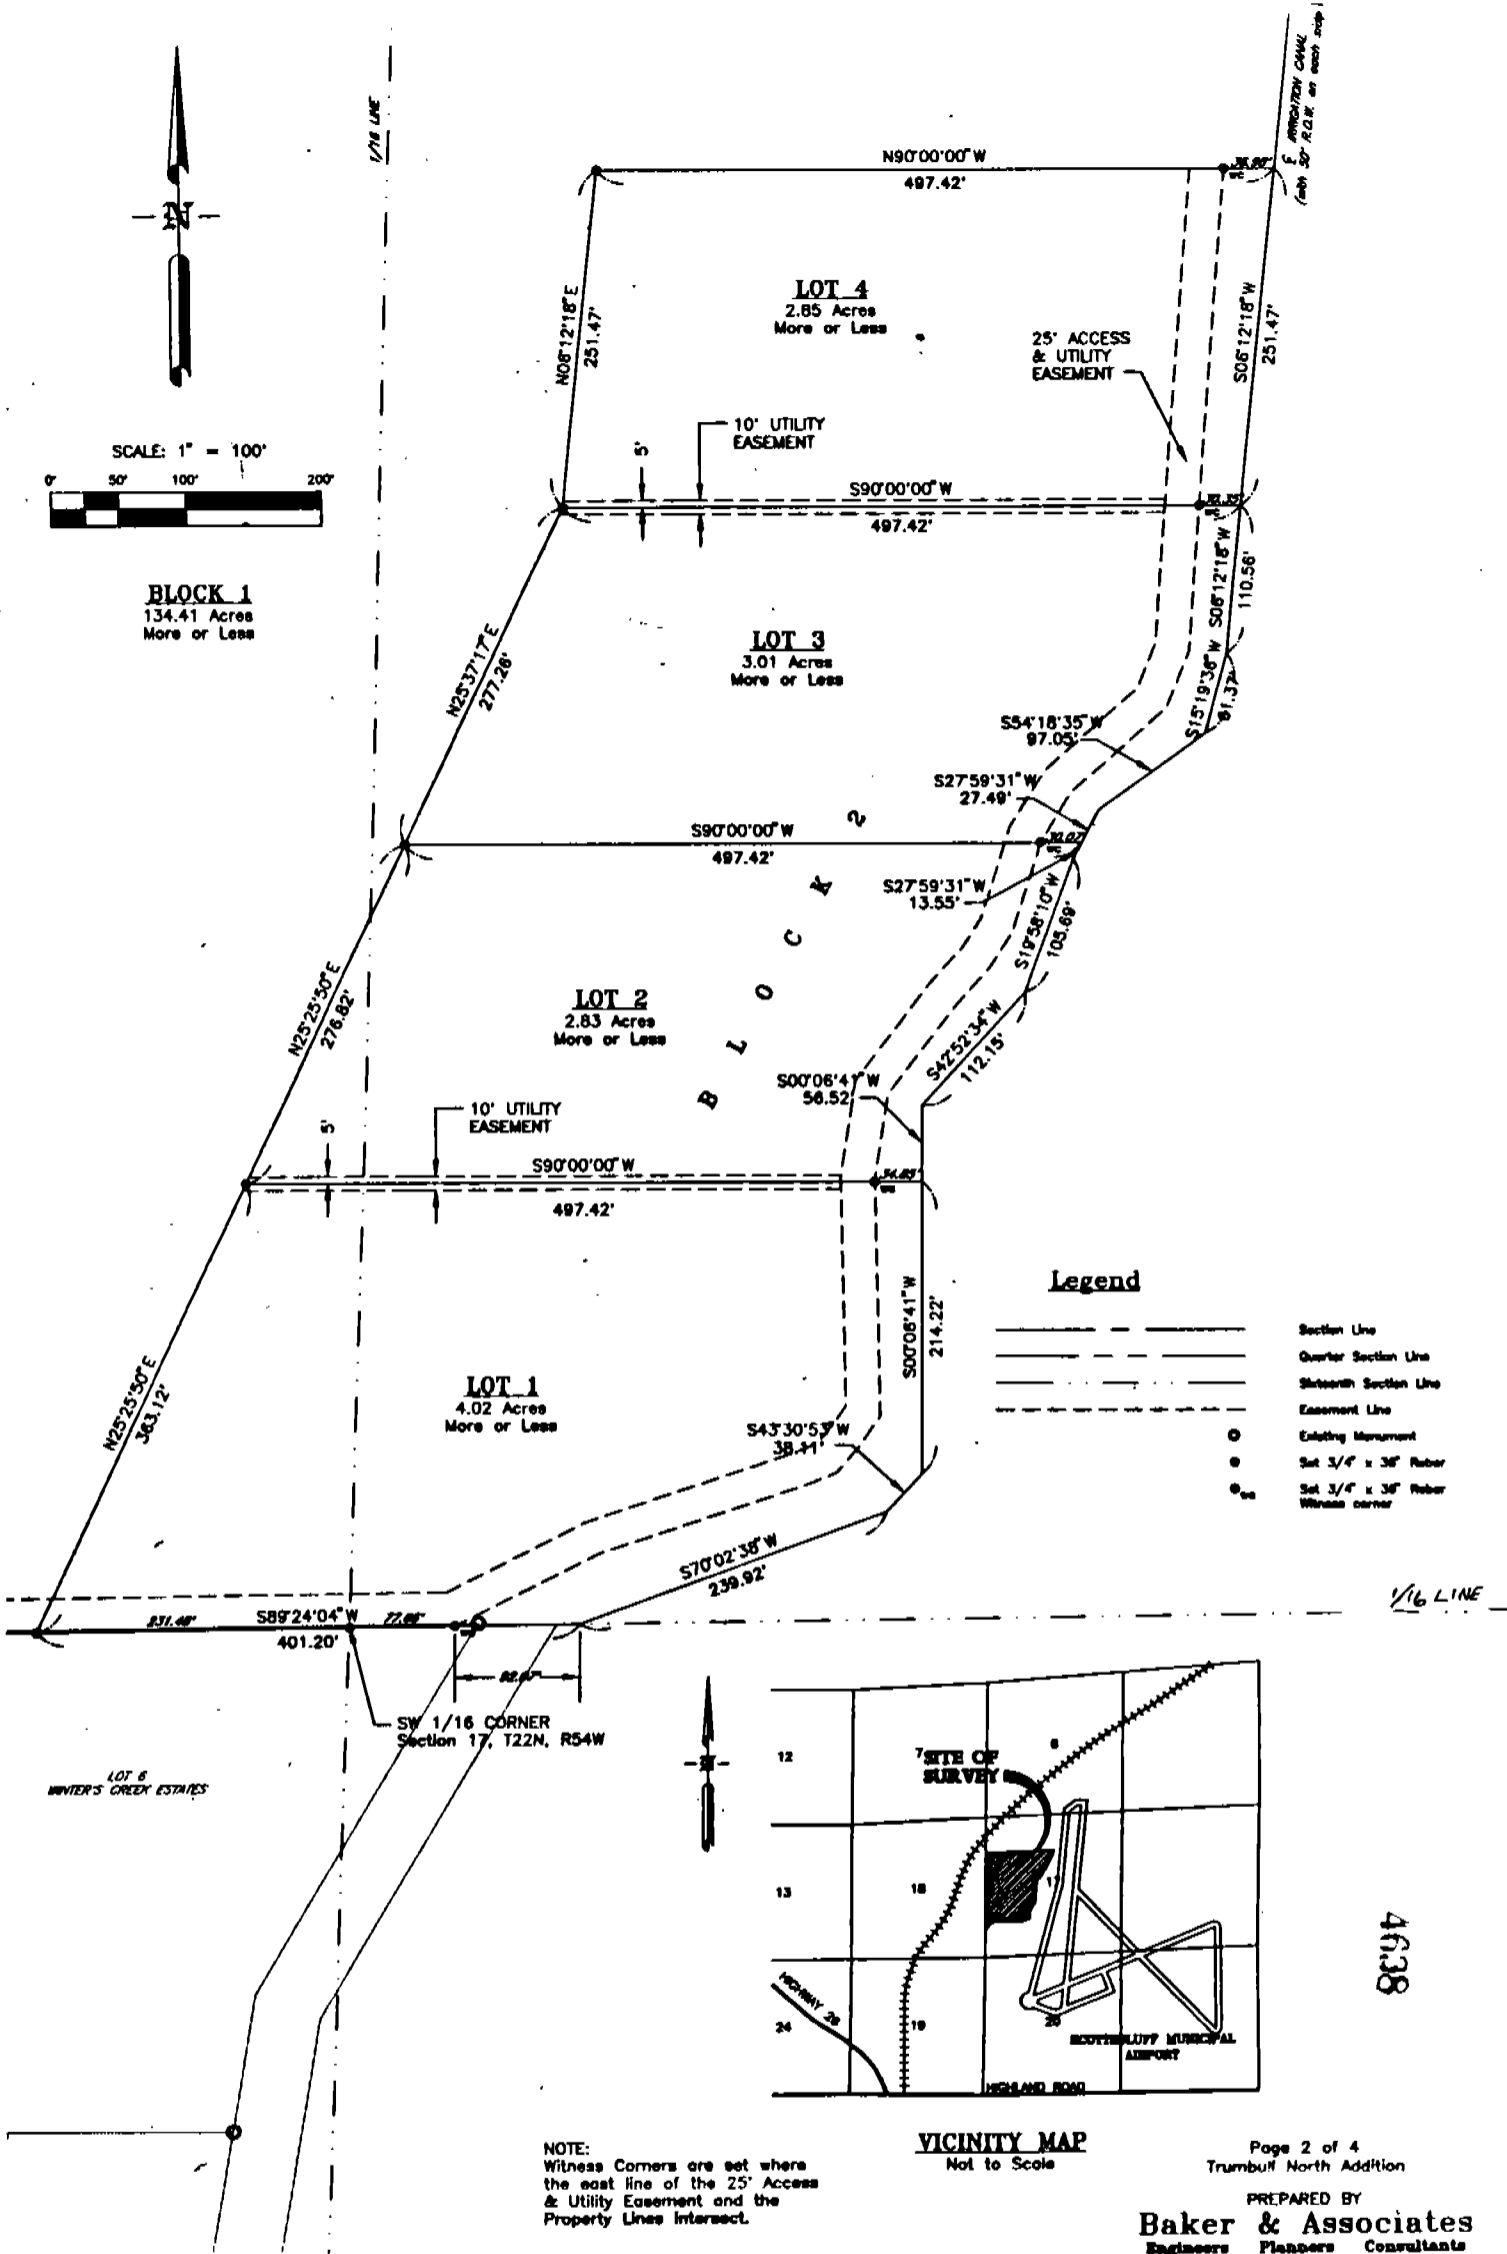 ℄ IRRIGATION CANAL
(with 50' R.O.W. on each side)
1/16 LINE
N
N90°00'00"W
497.42'
LOT 4
2.85 Acres
More or Less
N06°12'18"E
251.47'
S06°12'18"W
251.47'
25' ACCESS
& UTILITY
EASEMENT
10' UTILITY
EASEMENT
5'
SCALE: 1" = 100'
0' 50' 100' 200'
S90°00'00"W
497.42'
BLOCK 1
134.41 Acres
More or Less
LOT 3
3.01 Acres
More or Less
S06°12'18"W
110.56'
N25°37'17"E
277.26'
S15°19'36"W
61.37'
S54°18'35"W
97.05'
S27°59'31"W
27.49'
S90°00'00"W
497.42'
S27°59'31"W
13.55'
S19°58'10"W
105.69'
BLOCK 2
LOT 2
2.83 Acres
More or Less
N25°25'50"E
276.82'
S42°52'34"W
112.15'
S00°06'41"W
56.52'
10' UTILITY
EASEMENT
5'
S90°00'00"W
497.42'
34.65'
S00°06'41"W
214.22'
LOT 1
4.02 Acres
More or Less
N25°25'50"E
363.12'
S43°30'53"W
38.11'
S70°02'38"W
239.92'
Legend
Section Line
Quarter Section Line
Sixteenth Section Line
Easement Line
Existing Monument
Set 3/4" x 36" Rebar
Set 3/4" x 36" Rebar
Witness corner
1/16 LINE
231.48' S89°24'04"W
401.20'
SW 1/16 CORNER
Section 17, T22N, R54W
LOT 6
WINTER'S CREEK ESTATES
N
12 7 8
SITE OF
SURVEY
13 18 17
24 19 20
HIGHWAY 26
SCOTTSBLUFF MUNICIPAL
AIRPORT
HIGHLAND ROAD
4638
VICINITY MAP
Not to Scale
NOTE:
Witness Corners are set where
the east line of the 25' Access
& Utility Easement and the
Property Lines Intersect.
Page 2 of 4
Trumbull North Addition
PREPARED BY
Baker & Associates
Engineers Planners Consultants